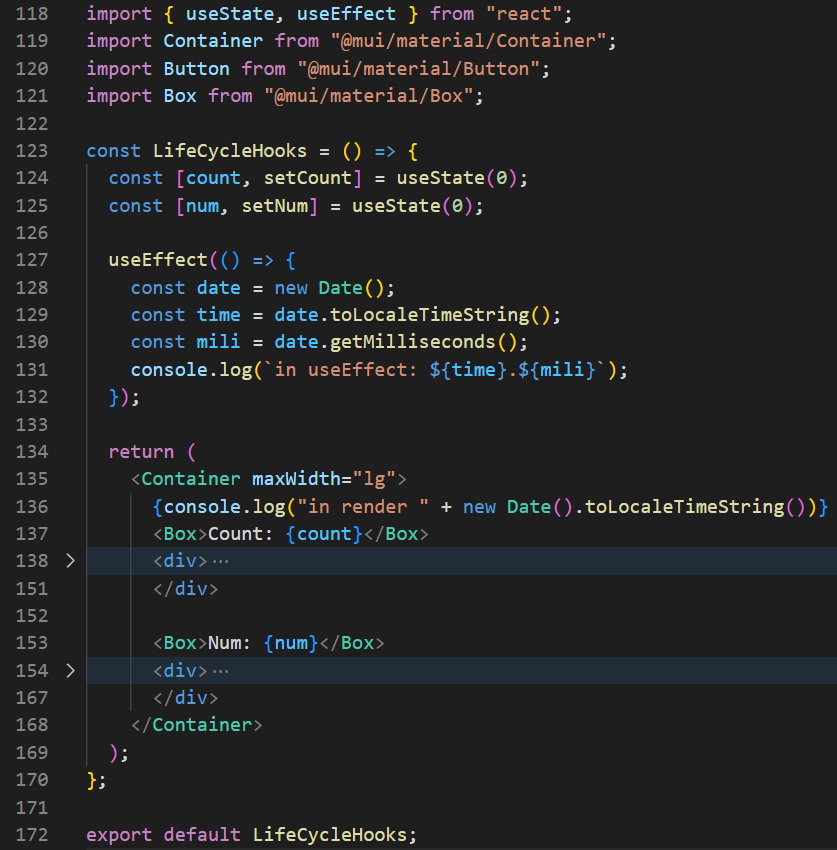 118 import { useState, useEffect } from "react";
119 import Container from "@mui/material/Container";
120 import Button from "@mui/material/Button";
121 import Box from "@mui/material/Box";
122
123 const LifeCycleHooks = () => {
124 const [count, setCount] = useState(0);
125 const [num, setNum] = useState(0);
126
127 useEffect(() => {
128 const date = new Date();
129 const time = date.toLocaleTimeString();
130 const mili = date.getMilliseconds();
131 console.log(`in useEffect: ${time}.${mili}`);
132 });
133
134 return (
135 <Container maxWidth="lg">
136 {console.log("in render " + new Date().toLocaleTimeString())}
137 <Box>Count: {count}</Box>
138 <div>⋯
151 </div>
152
153 <Box>Num: {num}</Box>
154 <div>⋯
167 </div>
168 </Container>
169 );
170 };
171
172 export default LifeCycleHooks;